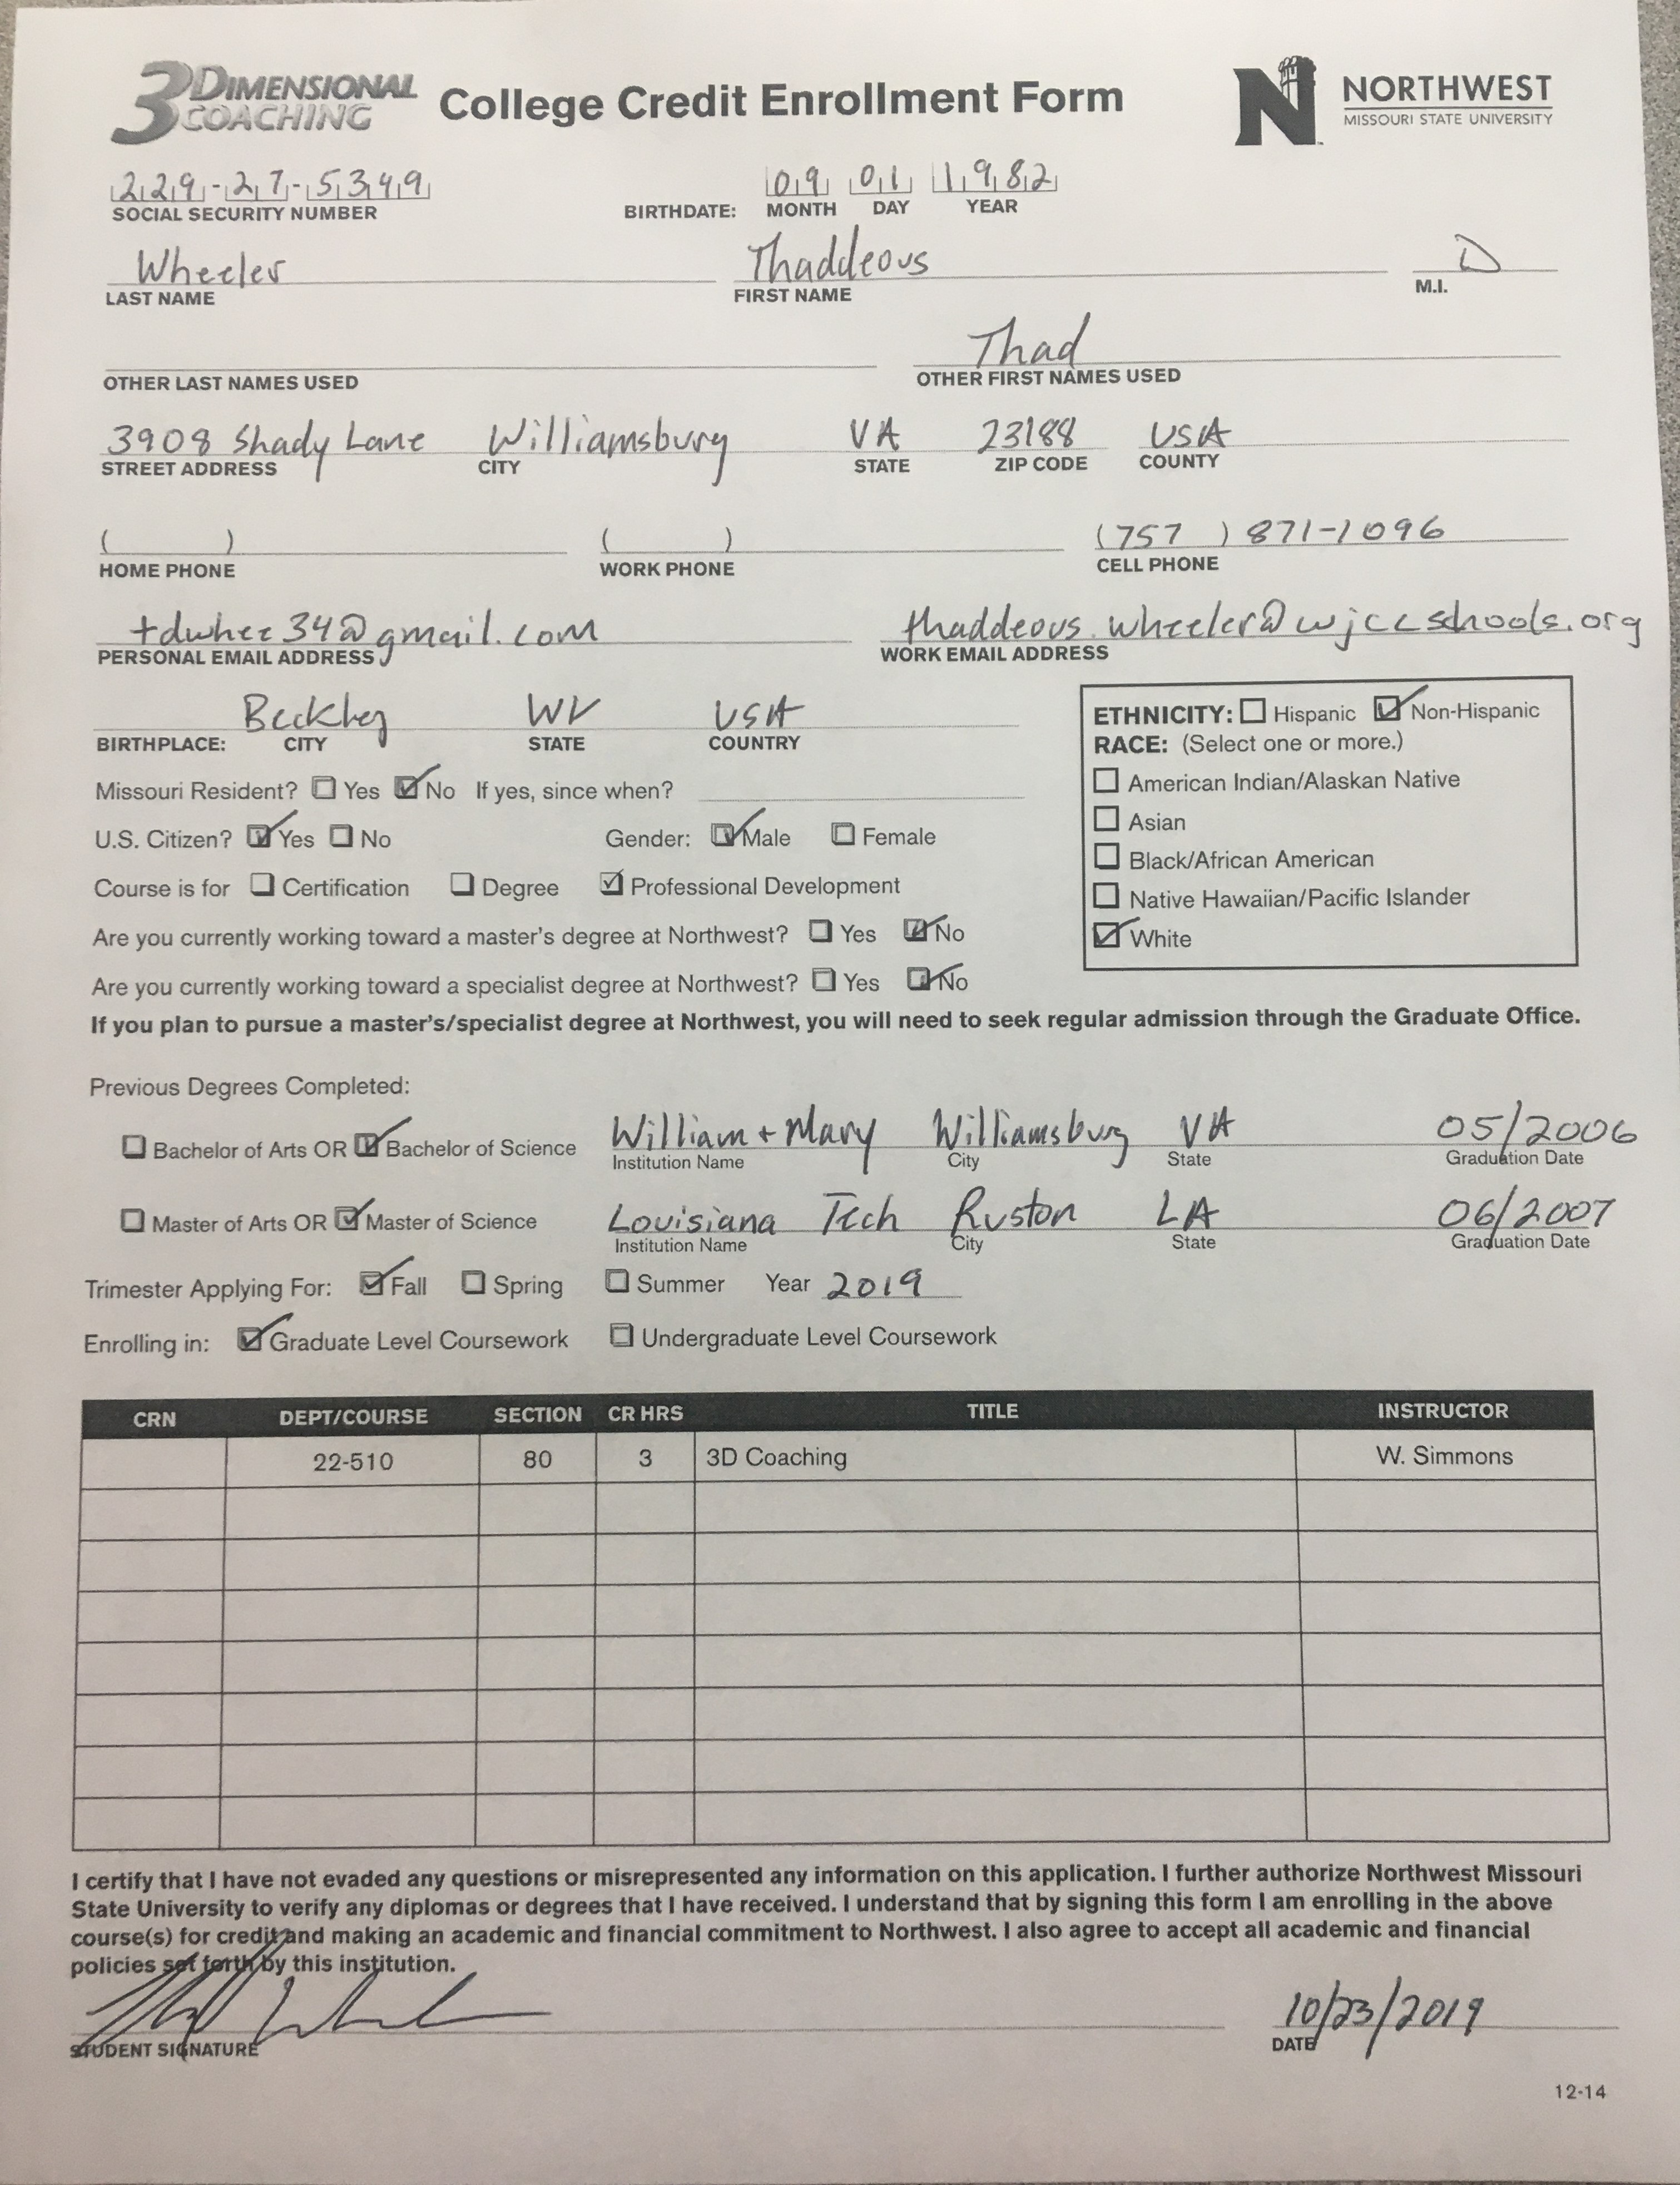 3DIMENSIONAL COACHING College Credit Enrollment Form N NORTHWEST
MISSOURI STATE UNIVERSITY
229-27-5349 09 01 1982
SOCIAL SECURITY NUMBER BIRTHDATE: MONTH DAY YEAR
Wheeler Thaddeous D
LAST NAME FIRST NAME M.I.
Thad
OTHER LAST NAMES USED OTHER FIRST NAMES USED
3908 Shady Lane Williamsburg VA 23188 USA
STREET ADDRESS CITY STATE ZIP CODE COUNTY
( ) ( ) (757 ) 871-1096
HOME PHONE WORK PHONE CELL PHONE
tdwhee34@gmail.com thaddeous.wheeler@wjccschools.org
PERSONAL EMAIL ADDRESS WORK EMAIL ADDRESS
Beckley WV USA
BIRTHPLACE: CITY STATE COUNTRY
ETHNICITY: Hispanic Non-Hispanic
RACE: (Select one or more.)
American Indian/Alaskan Native
Asian
Black/African American
Native Hawaiian/Pacific Islander
White
Missouri Resident? Yes No If yes, since when?
U.S. Citizen? Yes No Gender: Male Female
Course is for Certification Degree Professional Development
Are you currently working toward a master's degree at Northwest? Yes No
Are you currently working toward a specialist degree at Northwest? Yes No
If you plan to pursue a master's/specialist degree at Northwest, you will need to seek regular admission through the Graduate Office.
Previous Degrees Completed:
Bachelor of Arts OR Bachelor of Science William + Mary Williamsburg VA 05/2006
Institution Name City State Graduation Date
Master of Arts OR Master of Science Louisiana Tech Ruston LA 06/2007
Institution Name City State Graduation Date
Trimester Applying For: Fall Spring Summer Year 2019
Enrolling in: Graduate Level Coursework Undergraduate Level Coursework
CRN DEPT/COURSE SECTION CR HRS TITLE INSTRUCTOR
22-510 80 3 3D Coaching W. Simmons
I certify that I have not evaded any questions or misrepresented any information on this application. I further authorize Northwest Missouri
State University to verify any diplomas or degrees that I have received. I understand that by signing this form I am enrolling in the above
course(s) for credit and making an academic and financial commitment to Northwest. I also agree to accept all academic and financial
policies set forth by this institution.
10/23/2019
STUDENT SIGNATURE DATE
12-14